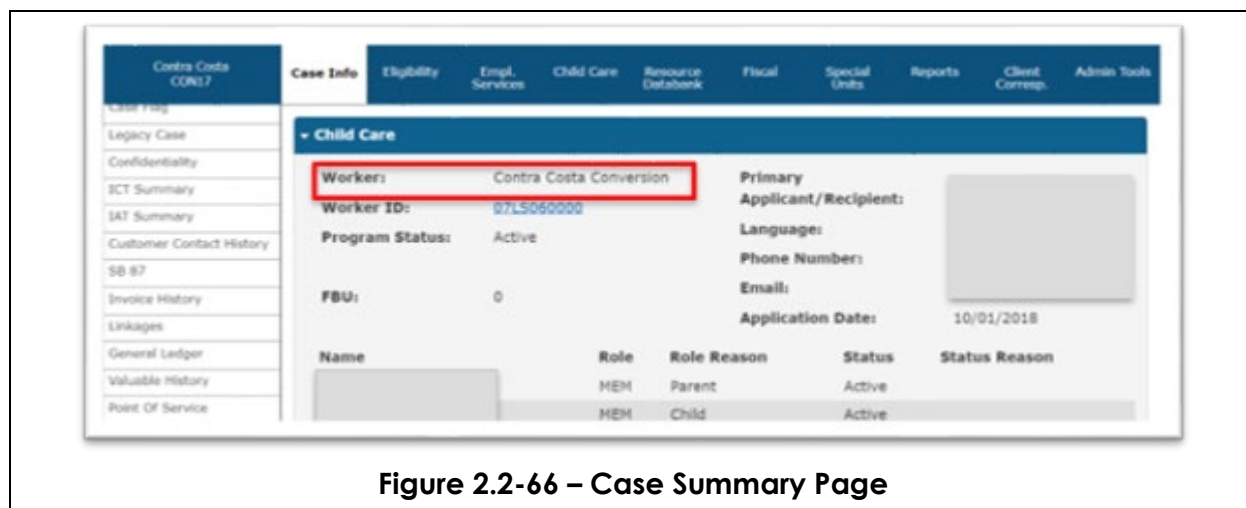 Contra Costa CON17
Case Info
Eligibility
Empl. Services
Child Care
Resource Databank
Fiscal
Special Units
Reports
Client Corresp.
Admin Tools
Case Flag
Legacy Case
Confidentiality
ICT Summary
IAT Summary
Customer Contact History
SB 87
Invoice History
Linkages
General Ledger
Valuable History
Point Of Service
Child Care
Worker: Contra Costa Conversion
Worker ID: 07LS060000
Program Status: Active
FBU: 0
Primary Applicant/Recipient:
Language:
Phone Number:
Email:
Application Date: 10/01/2018
Name Role Role Reason Status Status Reason
MEM Parent Active
MEM Child Active
Figure 2.2-66 – Case Summary Page